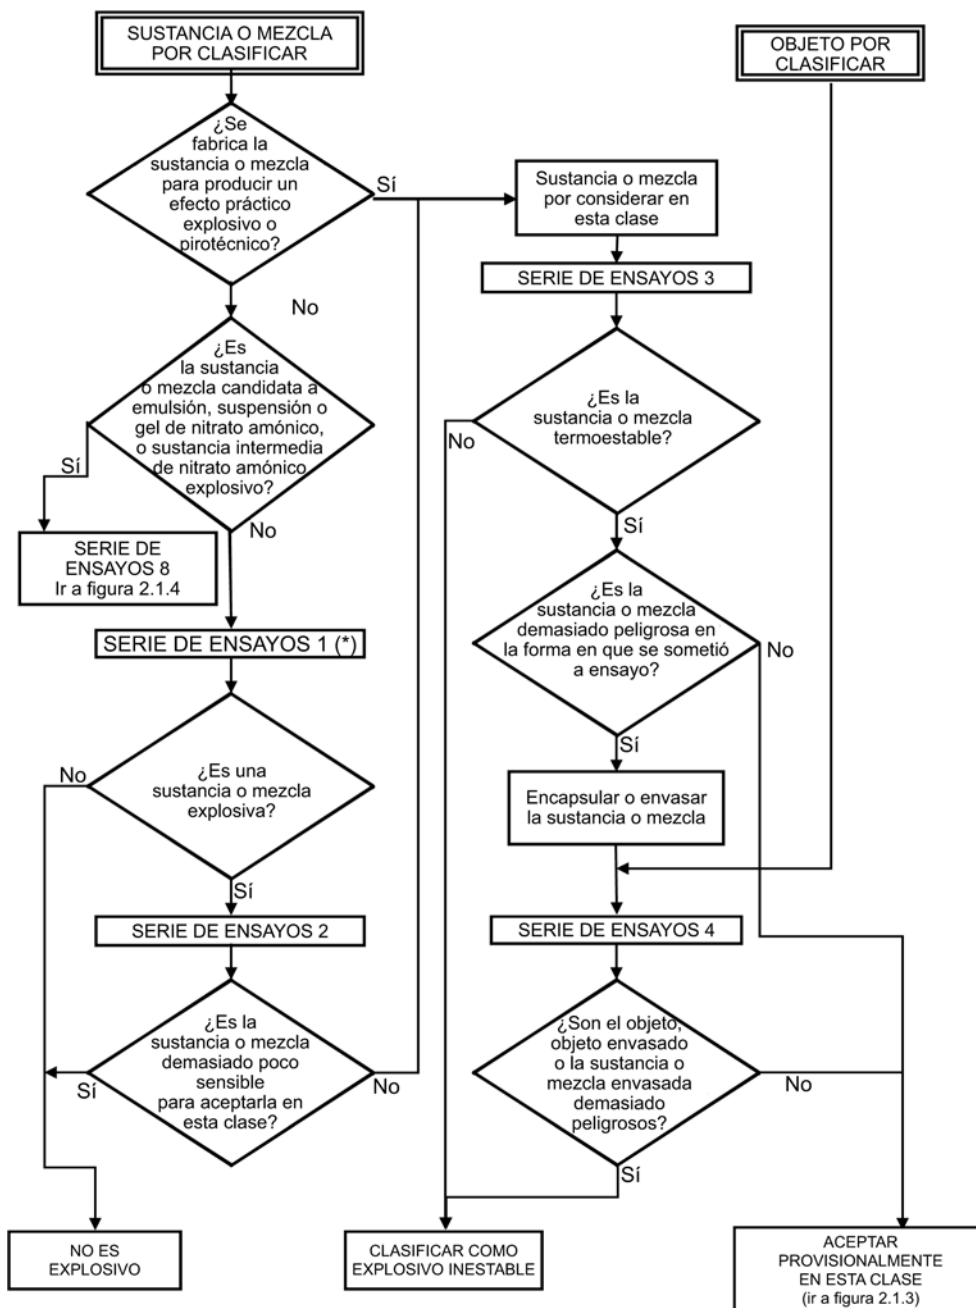 SUSTANCIA O MEZCLA
POR CLASIFICAR
OBJETO POR
CLASIFICAR
¿Se
fabrica la
sustancia o mezcla
para producir un
efecto práctico
explosivo o
pirotécnico?
Sí
No
Sustancia o mezcla
por considerar en
esta clase
SERIE DE ENSAYOS 3
¿Es
la sustancia
o mezcla candidata a
emulsión, suspensión o
gel de nitrato amónico,
o sustancia intermedia
de nitrato amónico
explosivo?
Sí
No
SERIE DE
ENSAYOS 8
Ir a figura 2.1.4
¿Es la
sustancia o mezcla
termoestable?
No
Sí
SERIE DE ENSAYOS 1 (*)
¿Es la
sustancia o mezcla
demasiado peligrosa en
la forma en que se sometió
a ensayo?
No
Sí
¿Es una
sustancia o mezcla
explosiva?
No
Sí
Encapsular o envasar
la sustancia o mezcla
SERIE DE ENSAYOS 2
SERIE DE ENSAYOS 4
¿Es la
sustancia o mezcla
demasiado poco
sensible
para aceptarla en
esta clase?
Sí
No
¿Son el objeto,
objeto envasado
o la sustancia o
mezcla envasada
demasiado
peligrosos?
No
Sí
NO ES
EXPLOSIVO
CLASIFICAR COMO
EXPLOSIVO INESTABLE
ACEPTAR
PROVISIONALMENTE
EN ESTA CLASE
(ir a figura 2.1.3)